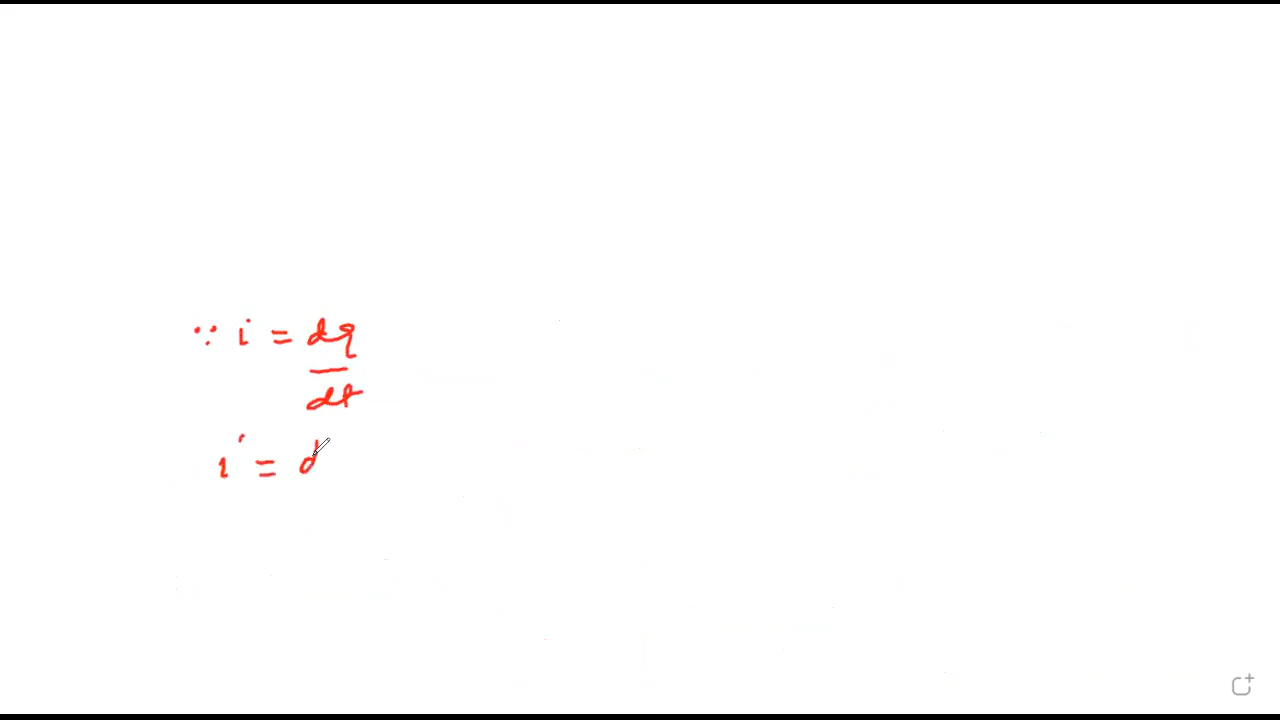 ∵ i = dq
dt
i = d